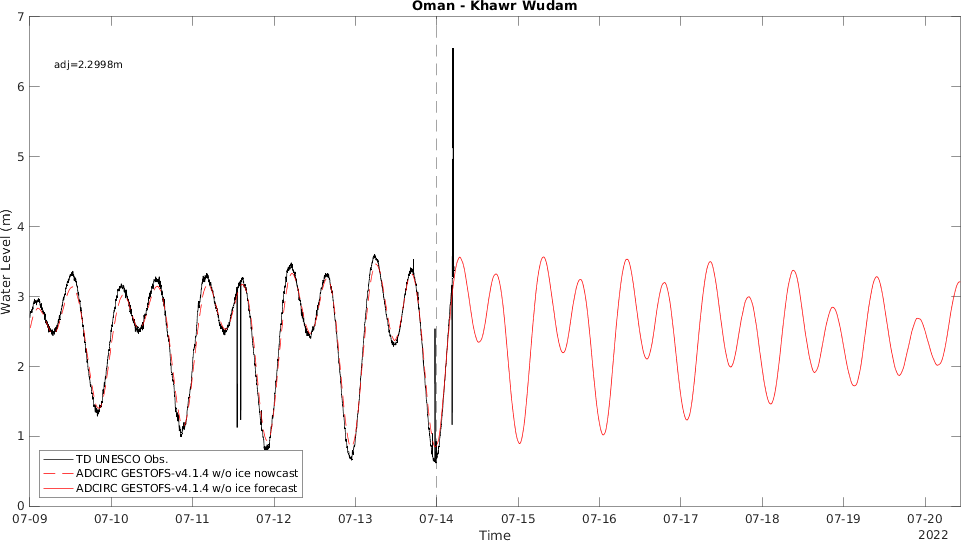 Oman - Khawr Wudam
adj=2.2998m
Water Level (m)
7
6
5
4
3
2
1
0
TD UNESCO Obs.
ADCIRC GESTOFS-v4.1.4 w/o ice nowcast
ADCIRC GESTOFS-v4.1.4 w/o ice forecast
07-09 07-10 07-11 07-12 07-13 07-14 07-15 07-16 07-17 07-18 07-19 07-20
Time
2022